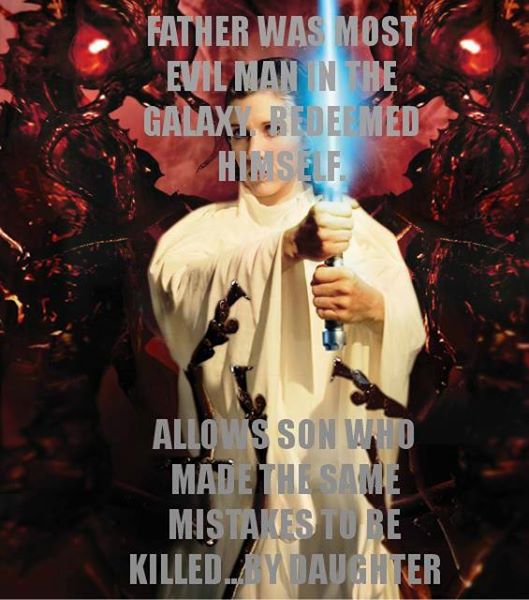 FATHER WAS MOST
EVIL MAN IN THE
GALAXY. REDEEMED
HIMSELF.
ALLOWS SON WHO
MADE THE SAME
MISTAKES TO BE
KILLED...BY DAUGHTER